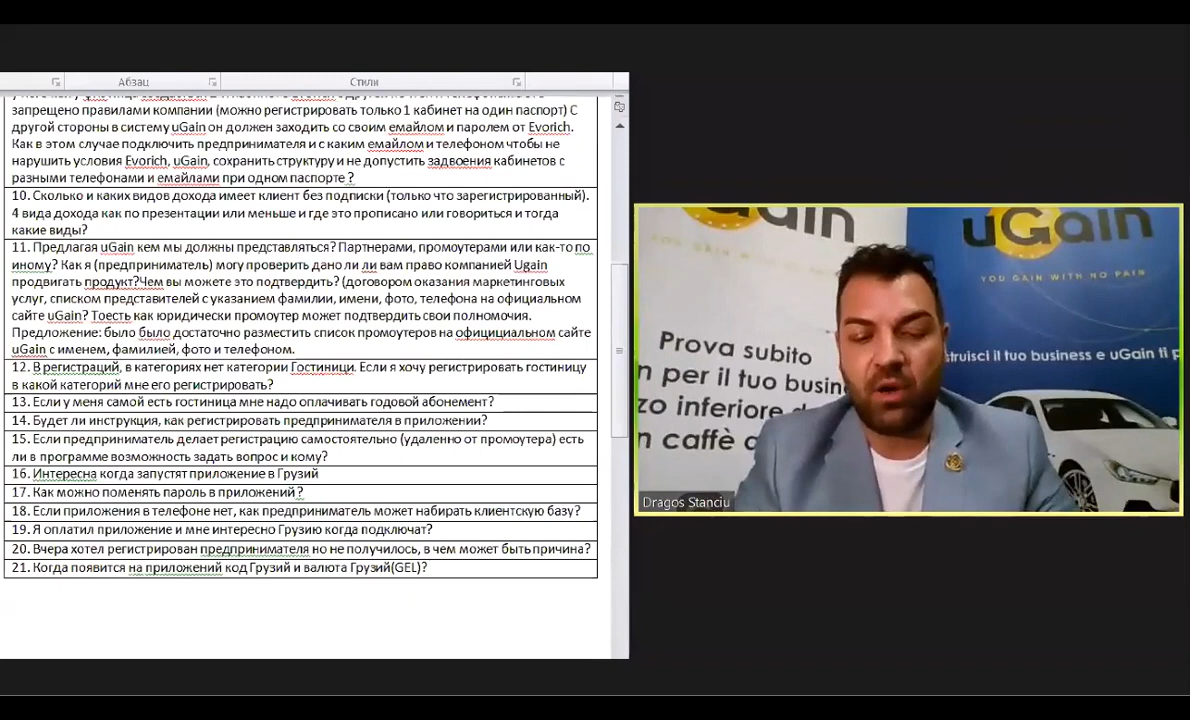 Абзац
Стили
запрещено правилами компании (можно регистрировать только 1 кабинет на один паспорт) С
другой стороны в систему uGain он должен заходить со своим емайлом и паролем от Evorich.
Как в этом случае подключить предпринимателя и с каким емайлом и телефоном чтобы не
нарушить условия Evorich, uGain, сохранить структуру и не допустить задвоения кабинетов с
разными телефонами и емайлами при одном паспорте ?
10. Сколько и каких видов дохода имеет клиент без подписки (только что зарегистрированный).
4 вида дохода как по презентации или меньше и где это прописано или говориться и тогда
какие виды?
11. Предлагая uGain кем мы должны представляться? Партнерами, промоутерами или как-то по
иному? Как я (предприниматель) могу проверить дано ли ли вам право компанией Ugain
продвигать продукт?Чем вы можете это подтвердить? (договором оказания маркетинговых
услуг, списком представителей с указанием фамилии, имени, фото, телефона на официальном
сайте uGain? Тоесть как юридически промоутер может подтвердить свои полномочия.
Предложение: было было достаточно разместить список промоутеров на официциальном сайте
uGain с именем, фамилией, фото и телефоном.
12. В регистраций, в категориях нет категории Гостиници. Если я хочу регистрировать гостиницу
в какой категорий мне его регистрировать?
13. Если у меня самой есть гостиница мне надо оплачивать годовой абонемент?
14. Будет ли инструкция, как регистрировать предпринимателя в приложении?
15. Если предприниматель делает регистрацию самостоятельно (удаленно от промоутера) есть
ли в программе возможность задать вопрос и кому?
16. Интересна когда запустят приложение в Грузий
17. Как можно поменять пароль в приложений?
18. Если приложения в телефоне нет, как предприниматель может набирать клиентскую базу?
19. Я оплатил приложение и мне интересно Грузию когда подключат?
20. Вчера хотел регистрирован предпринимателя но не получилось, в чем может быть причина?
21. Когда появится на приложений код Грузий и валюта Грузий(GEL)?
uGain
YOU GAIN WITH NO PAIN
Prova subito
n per il tuo busin
zo inferiore
n caffè
struisci il tuo business e uGain ti p
Dragos Stanciu